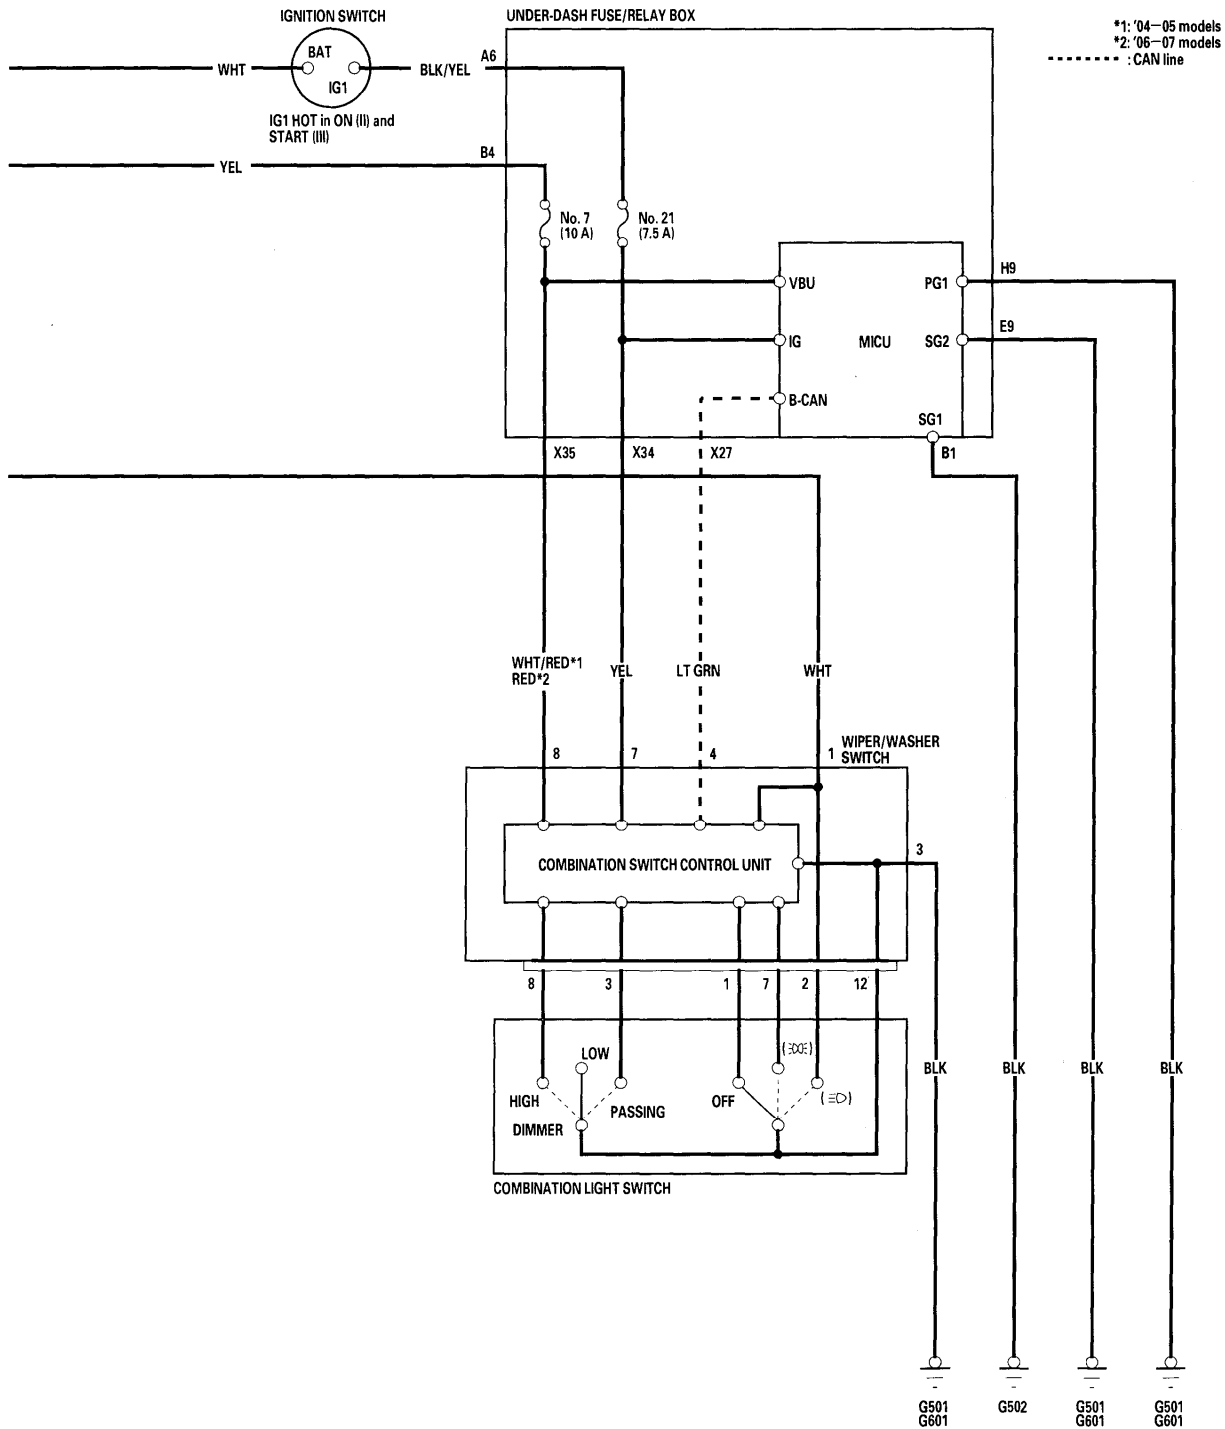 IGNITION SWITCH
UNDER-DASH FUSE/RELAY BOX
*1: '04—05 models
*2: '06—07 models
: CAN line
BAT
IG1
WHT
BLK/YEL
A6
IG1 HOT in ON (II) and
START (III)
YEL
B4
No. 7
(10 A)
No. 21
(7.5 A)
VBU
PG1
H9
IG
MICU
SG2
E9
B-CAN
SG1
X35
X34
X27
B1
WHT/RED*1
RED*2
YEL
LT GRN
WHT
8
7
4
1
WIPER/WASHER
SWITCH
COMBINATION SWITCH CONTROL UNIT
3
8
3
1
7
2
12
LOW
HIGH
PASSING
DIMMER
OFF
BLK
BLK
BLK
BLK
COMBINATION LIGHT SWITCH
G501
G601
G502
G501
G601
G501
G601